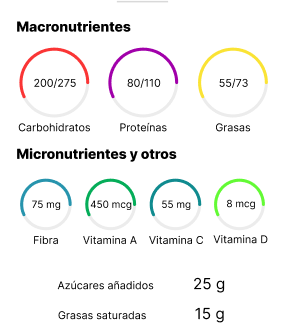 Macronutrientes
200/275
80/110
55/73
Carbohidratos
Proteínas
Grasas
Micronutrientes y otros
75 mg
450 mcg
55 mg
8 mcg
Fibra
Vitamina A
Vitamina C
Vitamina D
Azúcares añadidos 25 g
Grasas saturadas 15 g